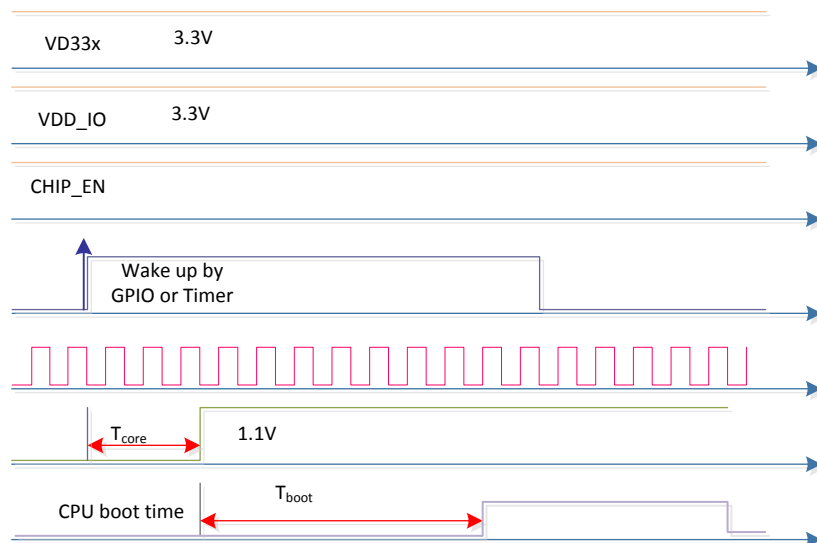 VD33x 3.3V
VDD_IO 3.3V
CHIP_EN
Wake up by
GPIO or Timer
Tcore 1.1V
CPU boot time Tboot